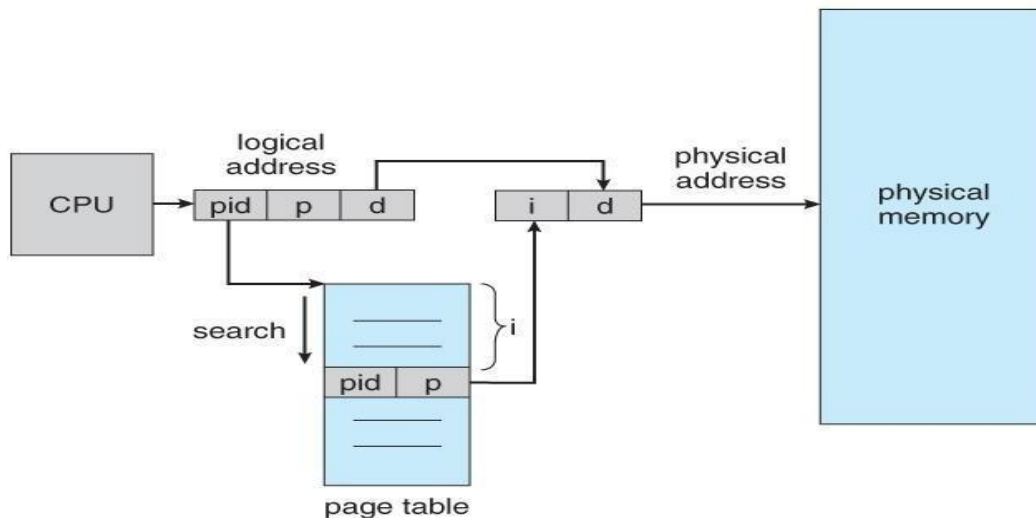 logical
address
physical
address
CPU
pid p d
i d
physical
memory
search
i
pid p
page table